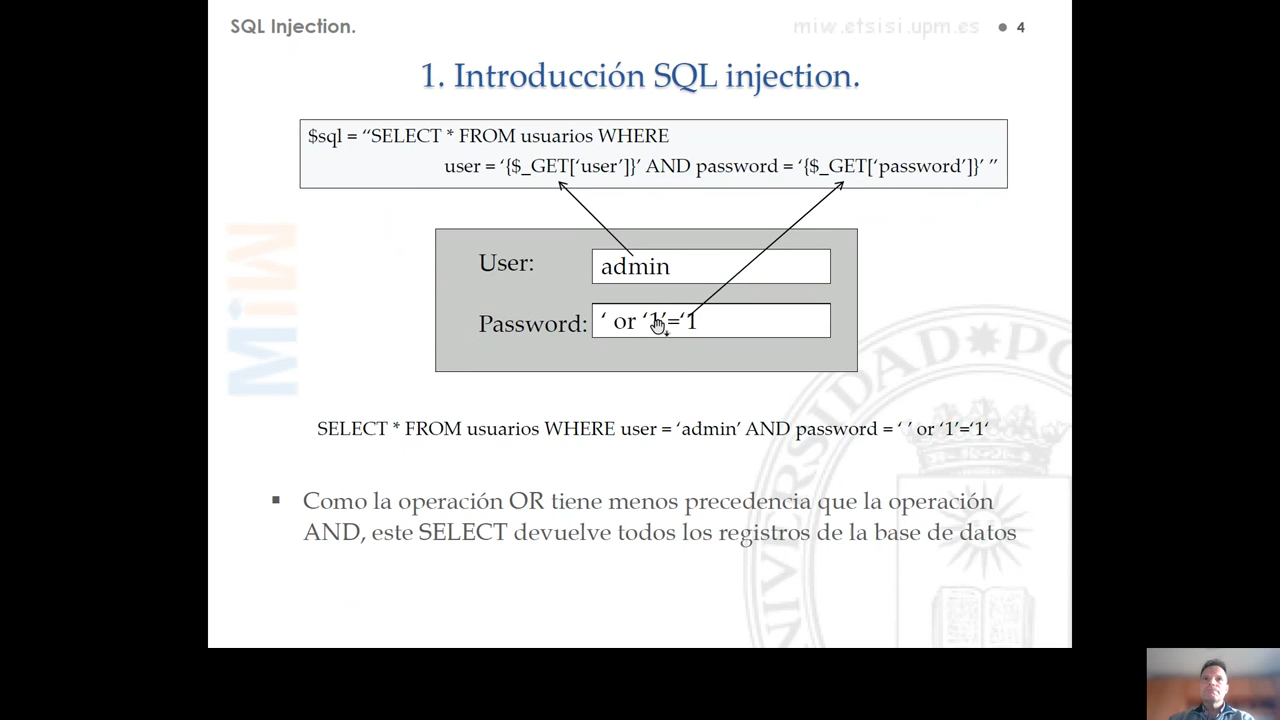 SQL Injection.
miw.etsisi.upm.es
4
1. Introducción SQL injection.
$sql = “SELECT * FROM usuarios WHERE
user = ‘{$_GET[‘user’]}’ AND password = ‘{$_GET[‘password’]}’ ”
User:
admin
Password:
‘ or ‘1’=‘1
SELECT * FROM usuarios WHERE user = ‘admin’ AND password = ‘ ’ or ‘1’=‘1‘
▪ Como la operación OR tiene menos precedencia que la operación
AND, este SELECT devuelve todos los registros de la base de datos
MiW
UNIVERSIDAD PO